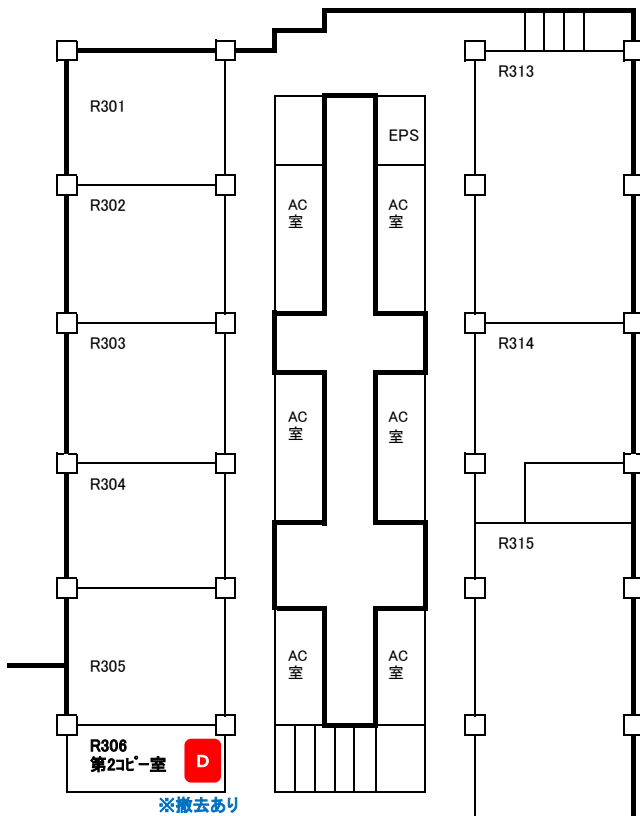 R301
R302
R303
R304
R305
R306
第2ｺﾋﾟｰ室
D
※撤去あり
EPS
AC
室
AC
室
AC
室
AC
室
AC
室
AC
室
R313
R314
R315